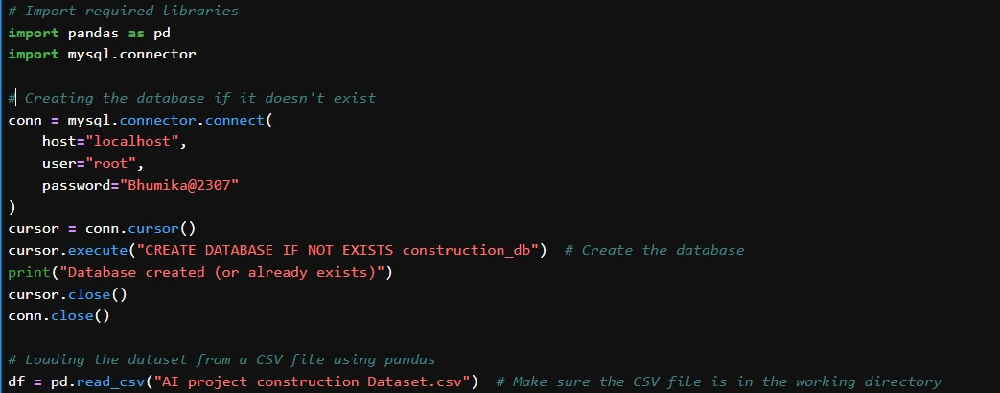 # Import required libraries
import pandas as pd
import mysql.connector
# Creating the database if it doesn't exist
conn = mysql.connector.connect(
    host="localhost",
    user="root",
    password="Bhumika@2307"
)
cursor = conn.cursor()
cursor.execute("CREATE DATABASE IF NOT EXISTS construction_db")  # Create the database
print("Database created (or already exists)")
cursor.close()
conn.close()
# Loading the dataset from a CSV file using pandas
df = pd.read_csv("AI project construction Dataset.csv")  # Make sure the CSV file is in the working directory